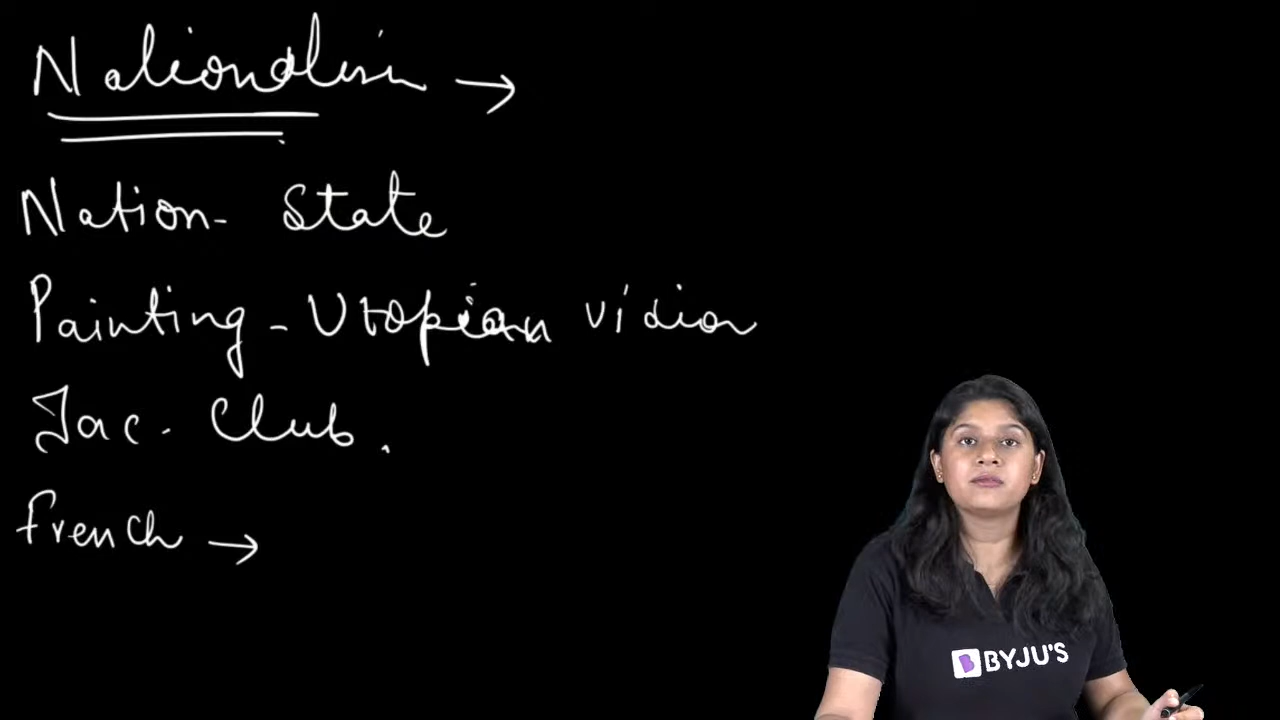 Nationalism →
Nation- State
Painting - Utopian vision
Jac. Club.
French →
BYJU'S